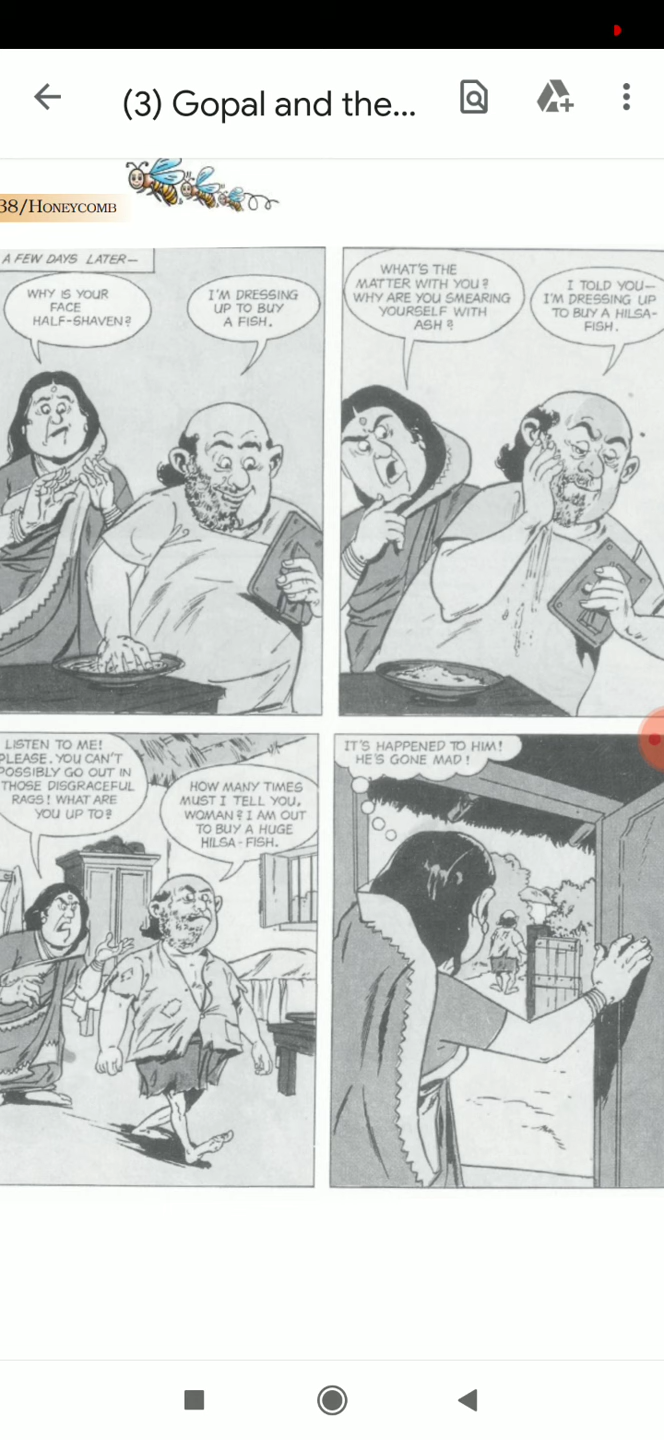 (3) Gopal and the...
38/HONEYCOMB
A FEW DAYS LATER—
WHY IS YOUR
FACE
HALF-SHAVEN?
I'M DRESSING
UP TO BUY
A FISH.
WHAT'S THE
MATTER WITH YOU?
WHY ARE YOU SMEARING
YOURSELF WITH
ASH?
I TOLD YOU—
I'M DRESSING UP
TO BUY A HILSA-
FISH.
LISTEN TO ME!
PLEASE. YOU CAN'T
POSSIBLY GO OUT IN
THOSE DISGRACEFUL
RAGS! WHAT ARE
YOU UP TO?
HOW MANY TIMES
MUST I TELL YOU,
WOMAN? I AM OUT
TO BUY A HUGE
HILSA-FISH.
IT'S HAPPENED TO HIM!
HE'S GONE MAD!